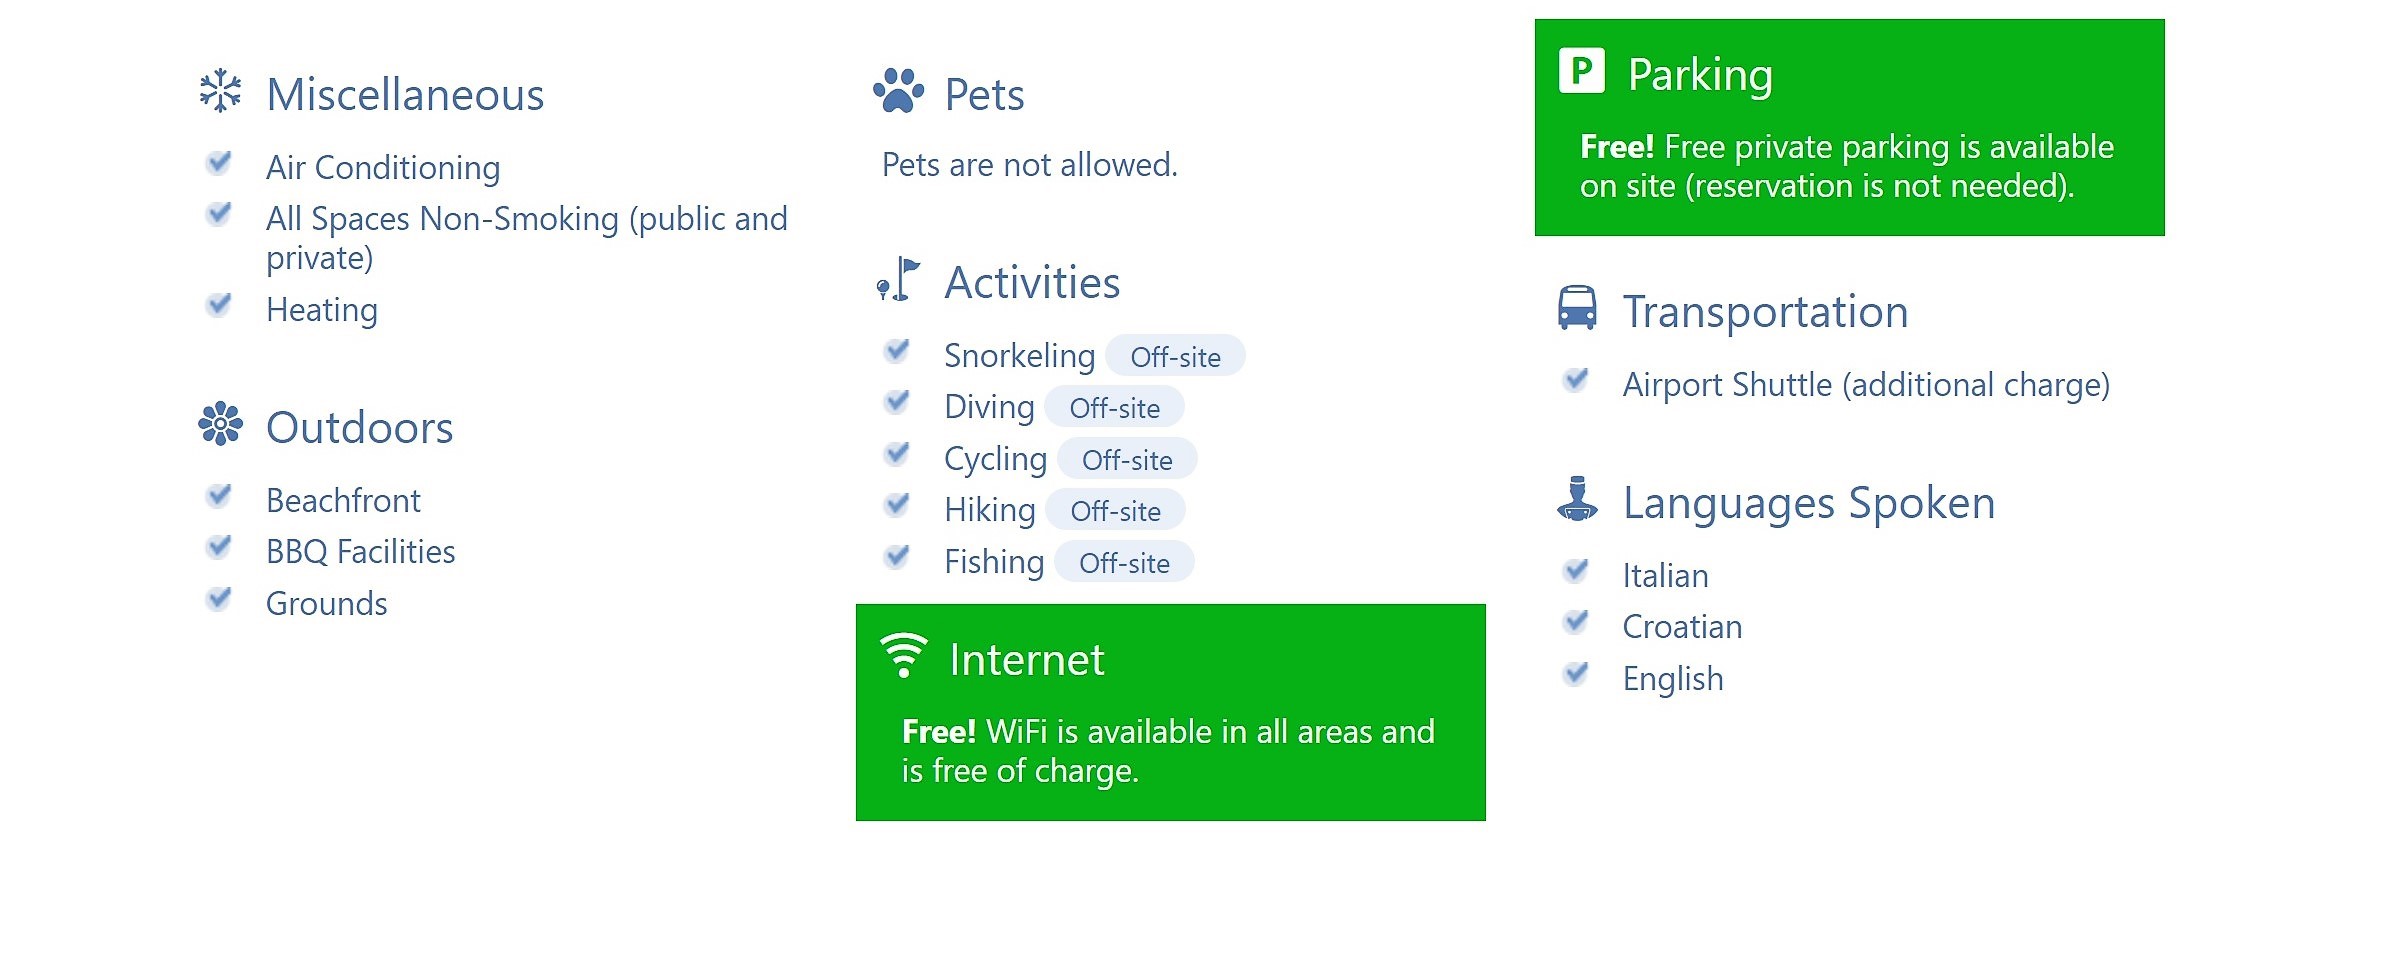 Miscellaneous
Air Conditioning
All Spaces Non-Smoking (public and
private)
Heating
Outdoors
Beachfront
BBQ Facilities
Grounds
Pets
Pets are not allowed.
Activities
Snorkeling Off-site
Diving Off-site
Cycling Off-site
Hiking Off-site
Fishing Off-site
Internet
Free! WiFi is available in all areas and
is free of charge.
P Parking
Free! Free private parking is available
on site (reservation is not needed).
Transportation
Airport Shuttle (additional charge)
Languages Spoken
Italian
Croatian
English